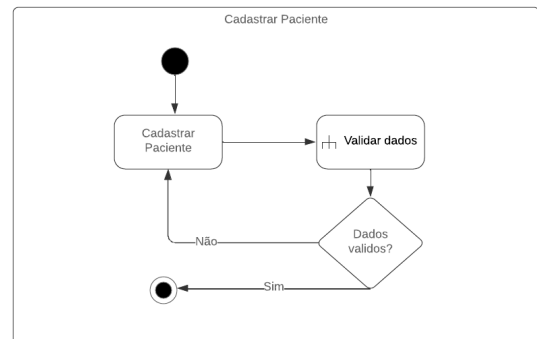 Cadastrar Paciente
Cadastrar
Paciente
Validar dados
Dados
validos?
Não
Sim